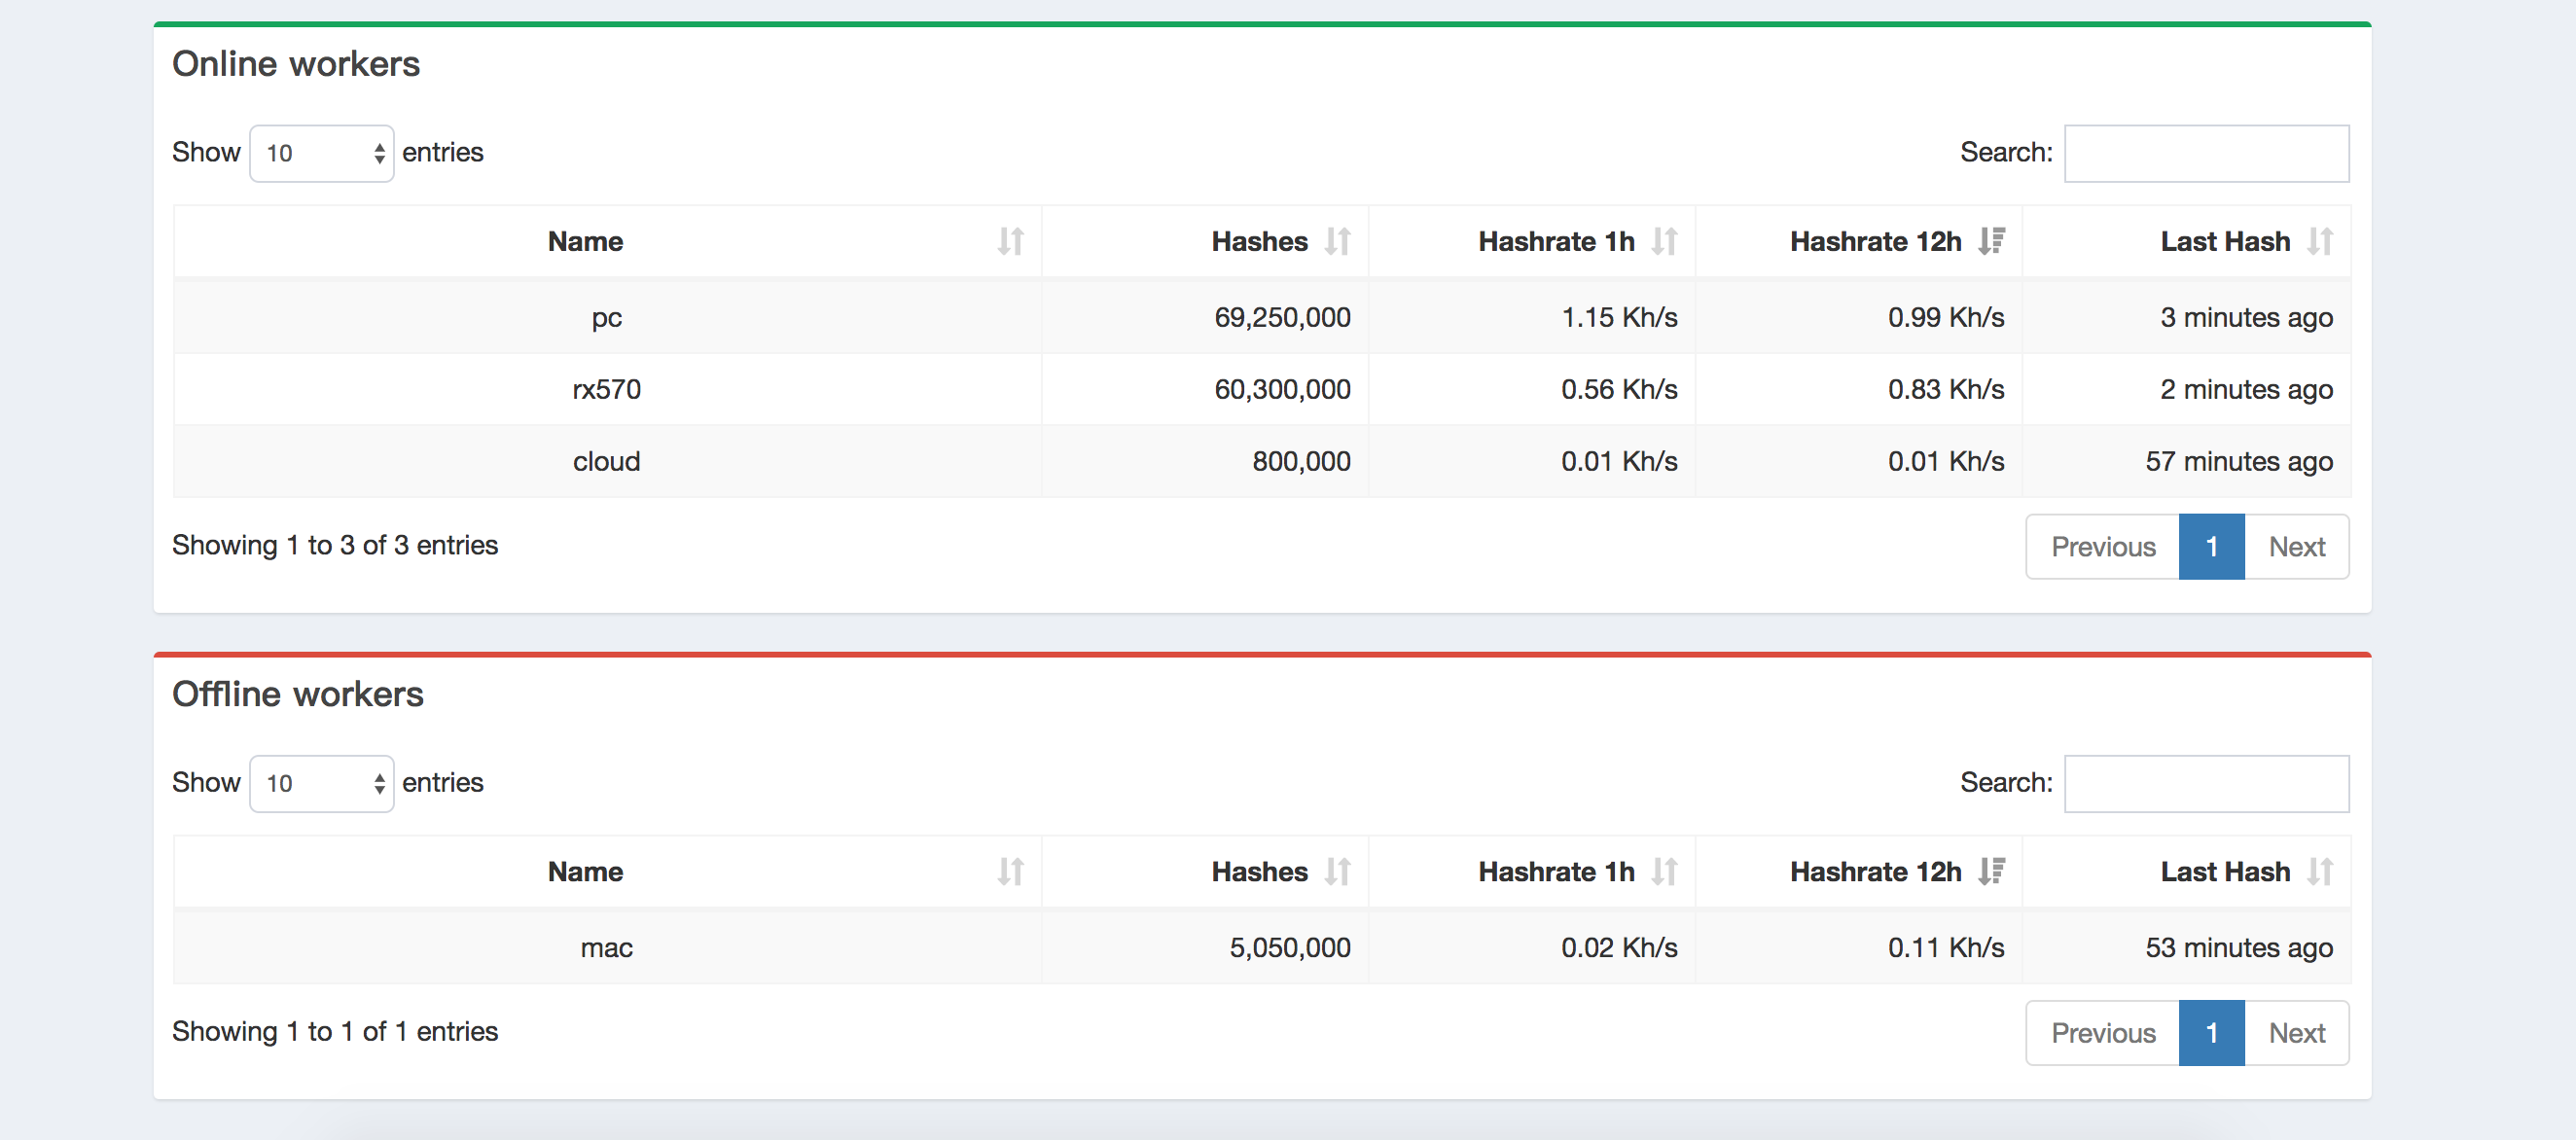 Online workers
Show 10 entries Search:
Name Hashes Hashrate 1h Hashrate 12h Last Hash
pc 69,250,000 1.15 Kh/s 0.99 Kh/s 3 minutes ago
rx570 60,300,000 0.56 Kh/s 0.83 Kh/s 2 minutes ago
cloud 800,000 0.01 Kh/s 0.01 Kh/s 57 minutes ago
Showing 1 to 3 of 3 entries Previous 1 Next
Offline workers
Show 10 entries Search:
Name Hashes Hashrate 1h Hashrate 12h Last Hash
mac 5,050,000 0.02 Kh/s 0.11 Kh/s 53 minutes ago
Showing 1 to 1 of 1 entries Previous 1 Next